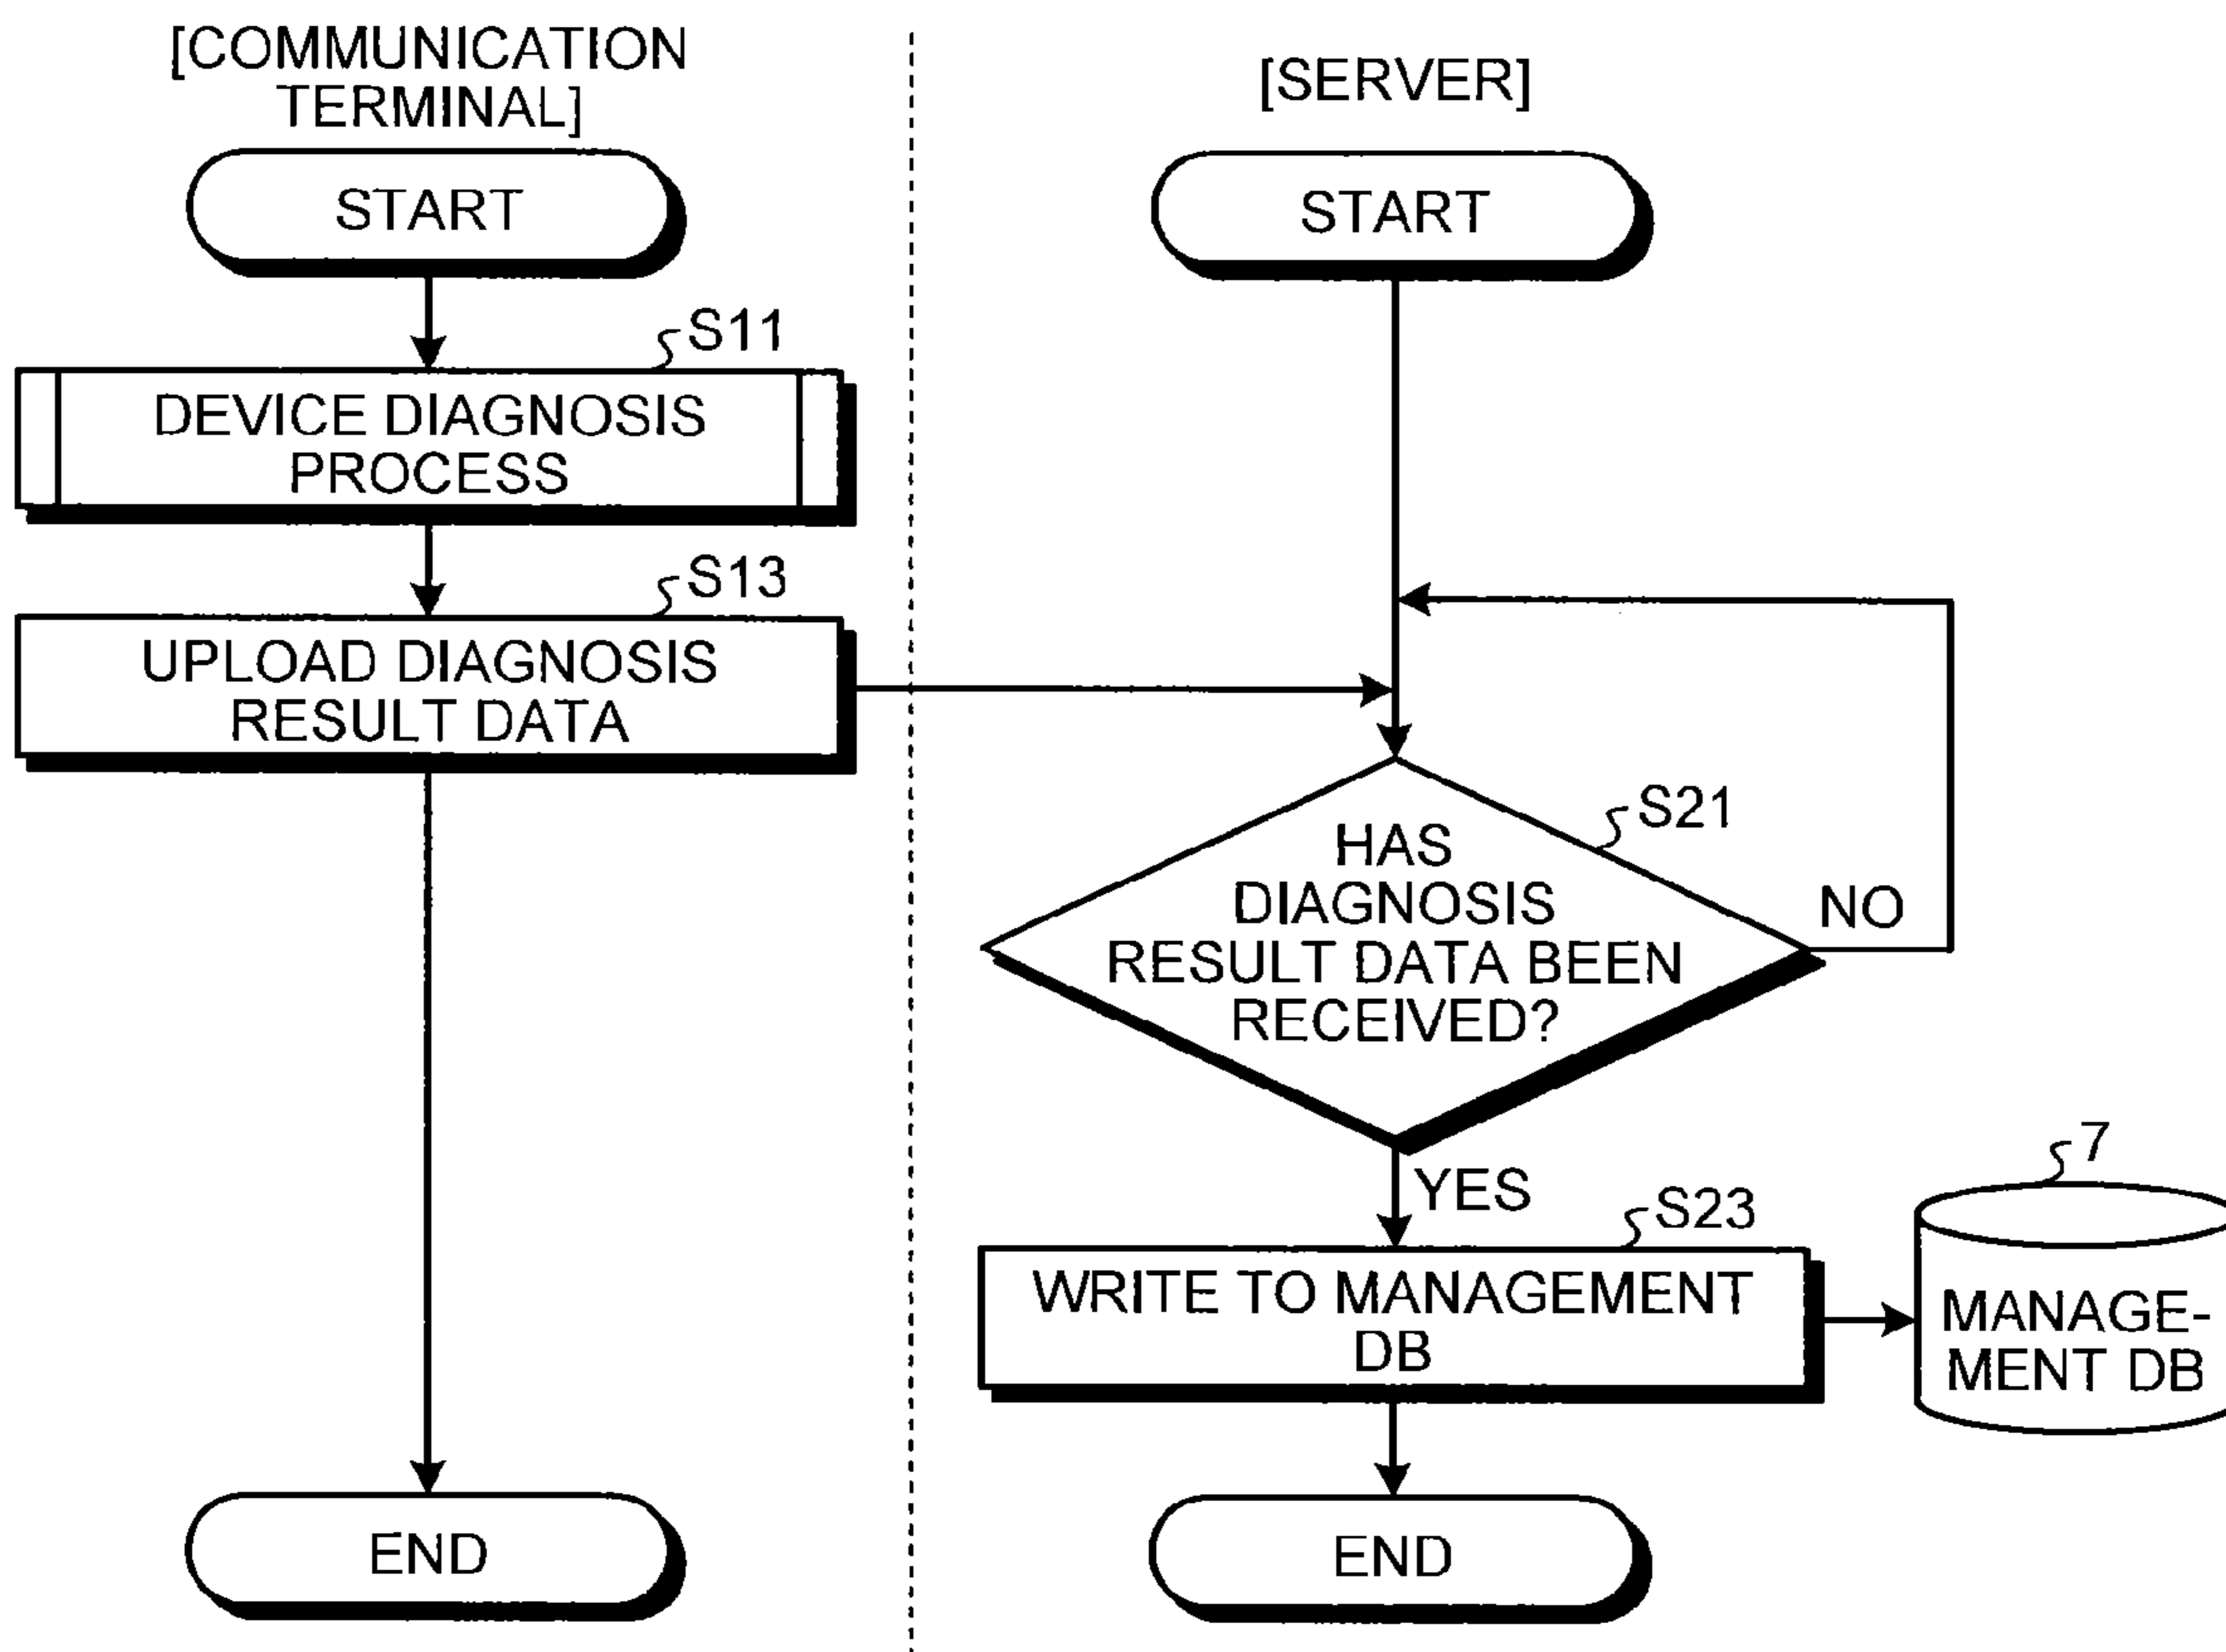 [COMMUNICATION
TERMINAL]
START
S11
DEVICE DIAGNOSIS
PROCESS
S13
UPLOAD DIAGNOSIS
RESULT DATA
END
[SERVER]
START
S21
HAS
DIAGNOSIS
RESULT DATA BEEN
RECEIVED?
NO
YES
S23
WRITE TO MANAGEMENT
DB
7
MANAGE-
MENT DB
END